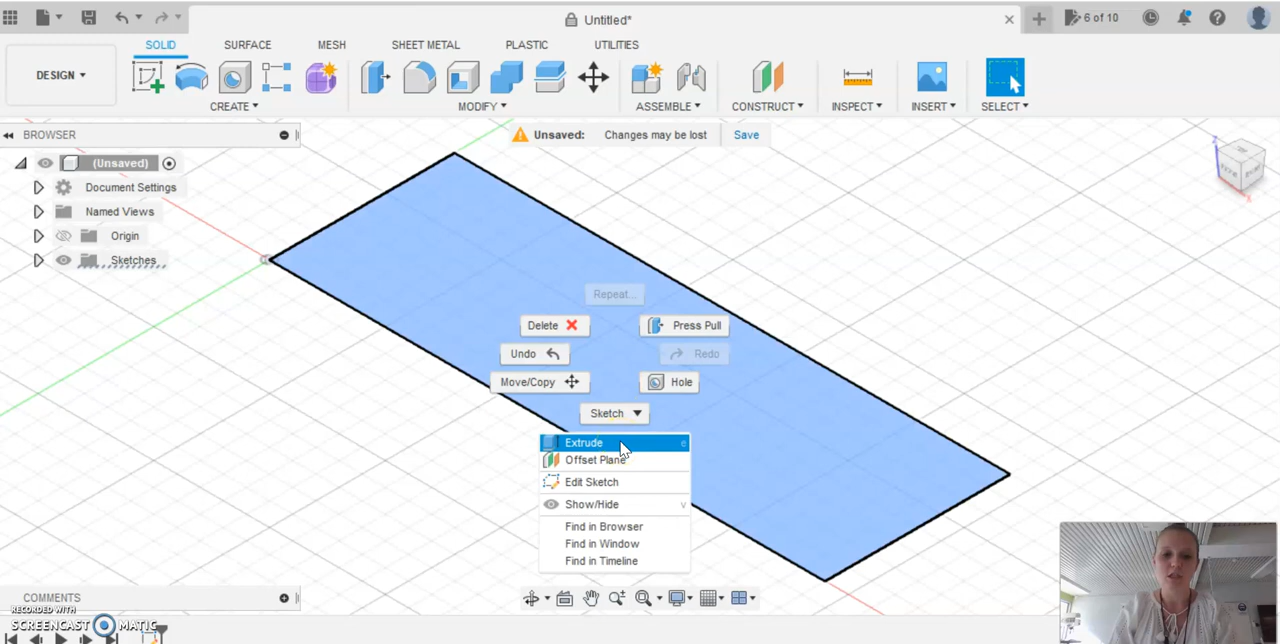 Untitled*
6 of 10
SOLID SURFACE MESH SHEET METAL PLASTIC UTILITIES
DESIGN
CREATE MODIFY ASSEMBLE CONSTRUCT INSPECT INSERT SELECT
BROWSER
Unsaved: Changes may be lost Save
(Unsaved)
Document Settings
Named Views
Origin
Sketches
Repeat...
Delete Press Pull
Undo Redo
Move/Copy Hole
Sketch
Extrude e
Offset Plane
Edit Sketch
Show/Hide v
Find in Browser
Find in Window
Find in Timeline
COMMENTS
RECORDED WITH
SCREENCAST MATIC